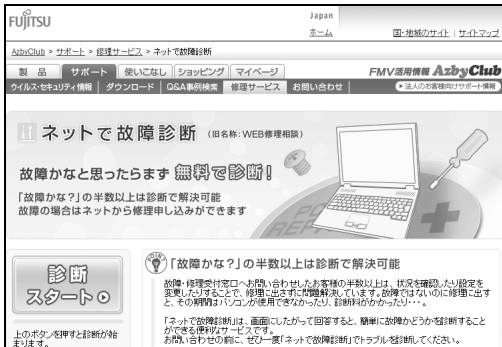 FUJITSU
Japan
ホーム
国・地域のサイト | サイトマップ
AzbyClub > サポート > 修理サービス > ネットで故障診断
製 品 サポート 使いこなし ショッピング マイページ
FMV活用情報 AzbyClub
ウイルス・セキュリティ情報 ダウンロード Q&A事例検索 修理サービス お問い合わせ
法人のお客様向けサポート情報
ネットで故障診断 (旧名称:WEB修理相談)
故障かなと思ったらまず 無料で診断!
「故障かな?」の半数以上は診断で解決可能
故障の場合はネットから修理申し込みができます
診断
スタート
上のボタンを押すと診断が始
まります。
POINT
「故障かな?」の半数以上は診断で解決可能
故障・修理受付窓口へお問い合わせしたお客様の半数以上は、状況を確認したり設定を
変更したりすることで、修理に出さずに問題解決しています。故障ではないのに修理に出す
と、その期間はパソコンが使用できなかったり、診断料がかかったり・・・。
「ネットで故障診断」は、画面にしたがって回答すると、簡単に故障かどうかを診断すること
ができる便利なサービスです。
お問い合わせの前に、ぜひ一度「ネットで故障診断」でトラブルを診断してください。